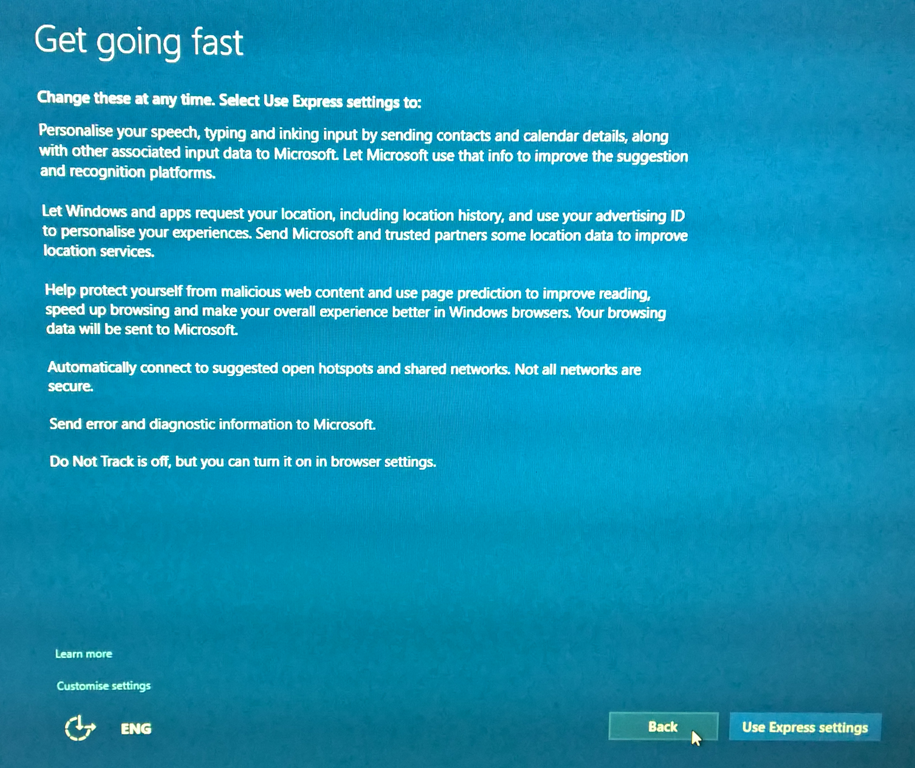 Get going fast
Change these at any time. Select Use Express settings to:
Personalise your speech, typing and inking input by sending contacts and calendar details, along
with other associated input data to Microsoft. Let Microsoft use that info to improve the suggestion
and recognition platforms.
Let Windows and apps request your location, including location history, and use your advertising ID
to personalise your experiences. Send Microsoft and trusted partners some location data to improve
location services.
Help protect yourself from malicious web content and use page prediction to improve reading,
speed up browsing and make your overall experience better in Windows browsers. Your browsing
data will be sent to Microsoft.
Automatically connect to suggested open hotspots and shared networks. Not all networks are
secure.
Send error and diagnostic information to Microsoft.
Do Not Track is off, but you can turn it on in browser settings.
Learn more
Customise settings
ENG
Back
Use Express settings